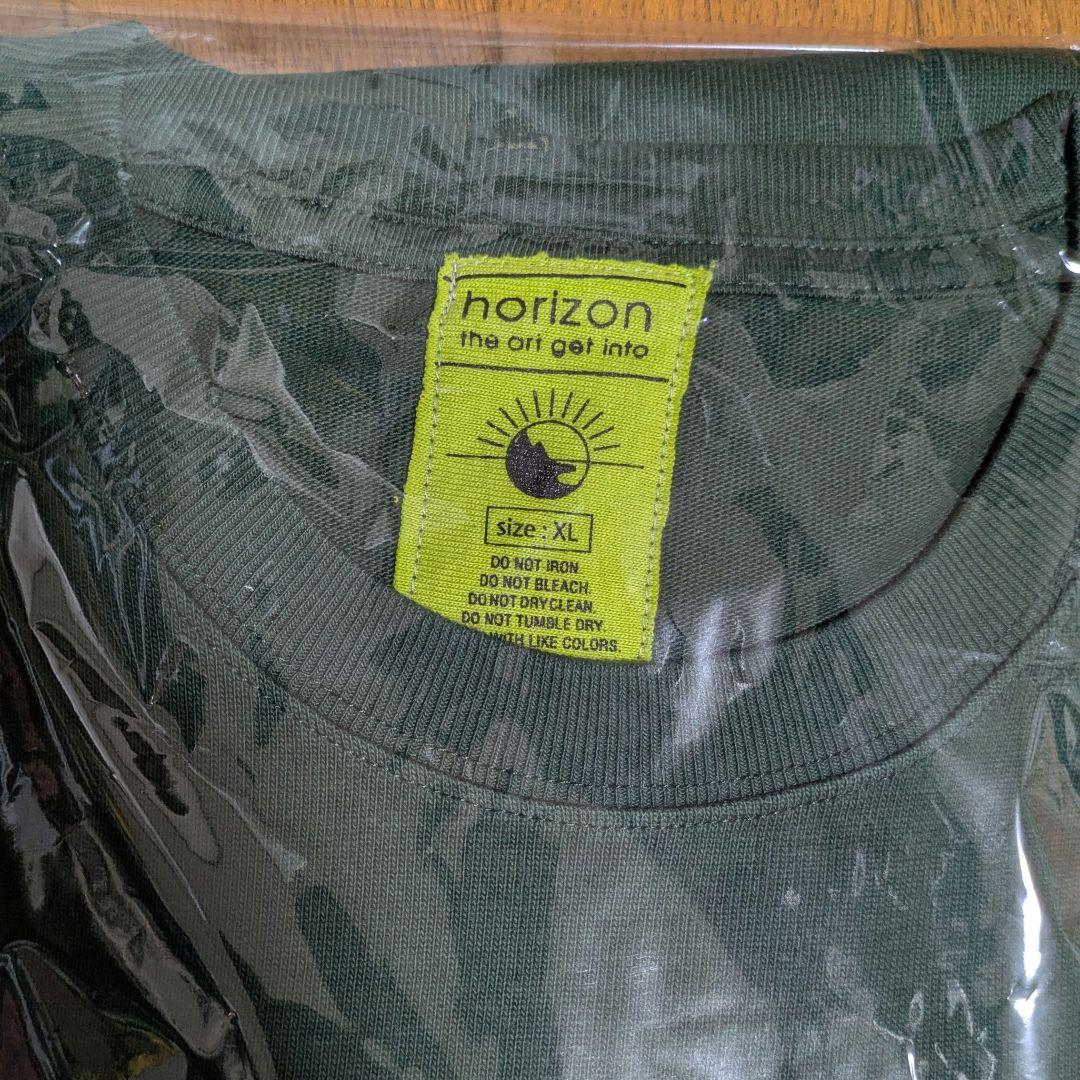 horizon
the art get into
size : XL
DO NOT IRON.
DO NOT BLEACH.
DO NOT DRYCLEAN.
DO NOT TUMBLE DRY.
WITH LIKE COLORS.